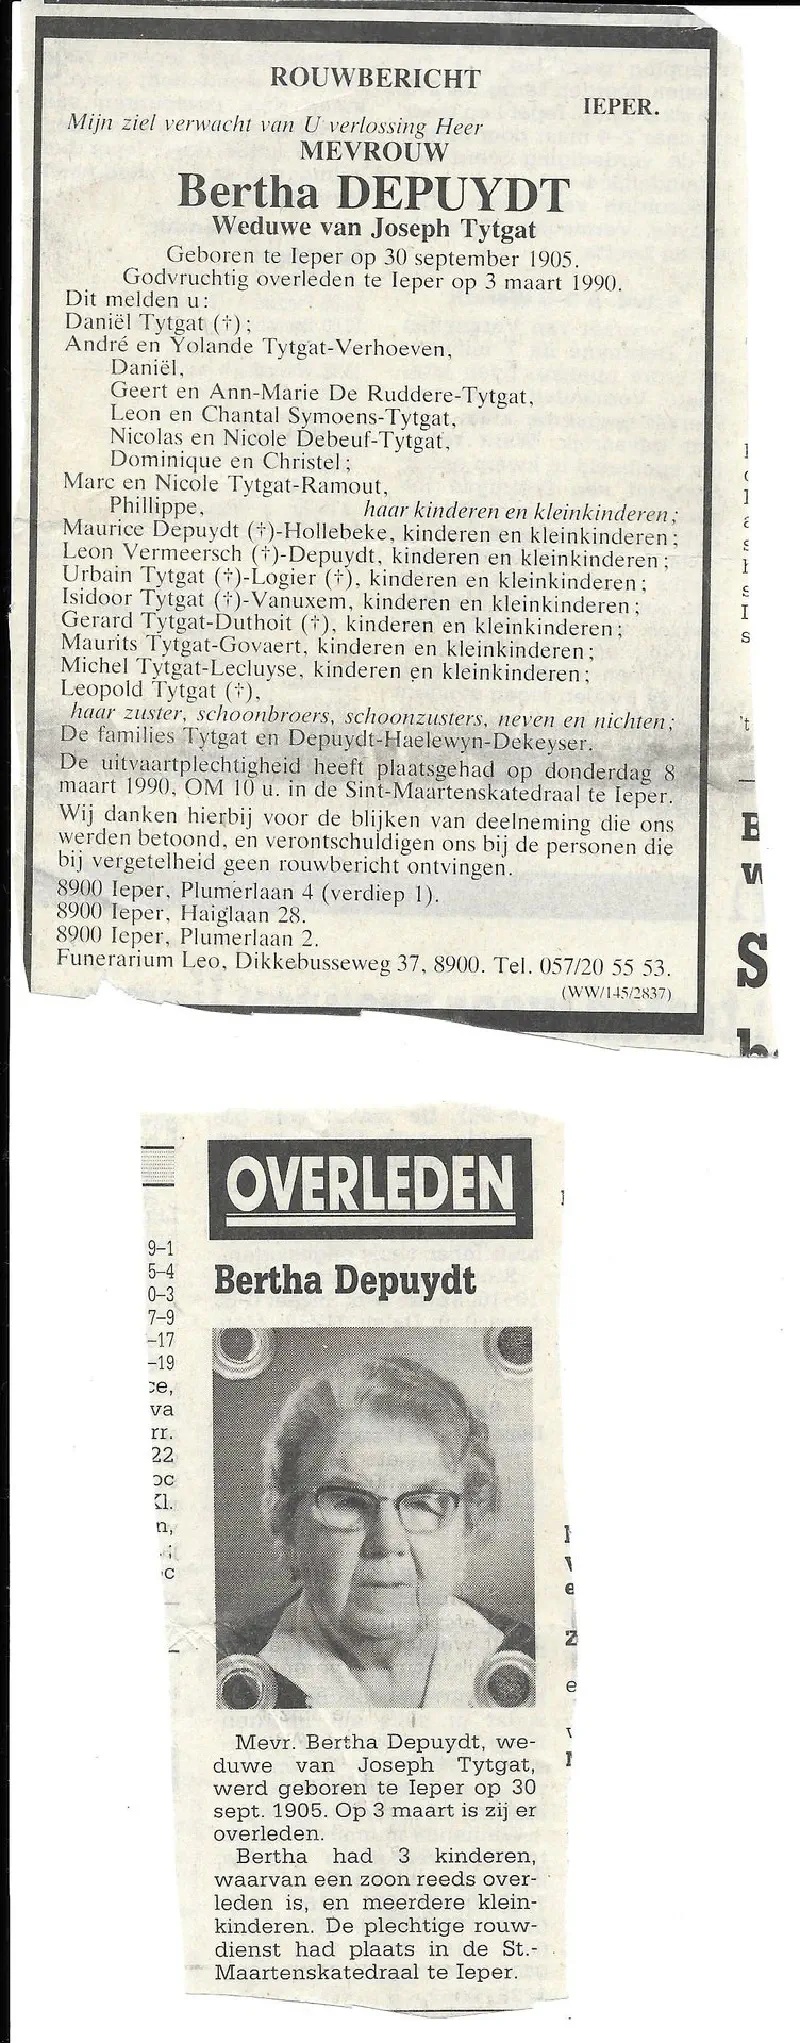 ROUWBERICHT
IEPER.
Mijn ziel verwacht van U verlossing Heer
MEVROUW
Bertha DEPUYDT
Weduwe van Joseph Tytgat
Geboren te Ieper op 30 september 1905.
Godvruchtig overleden te Ieper op 3 maart 1990.
Dit melden u:
Daniël Tytgat (†);
André en Yolande Tytgat-Verhoeven,
Daniël,
Geert en Ann-Marie De Ruddere-Tytgat,
Leon en Chantal Symoens-Tytgat,
Nicolas en Nicole Debeuf-Tytgat,
Dominique en Christel;
Marc en Nicole Tytgat-Ramout,
Phillippe, haar kinderen en kleinkinderen;
Maurice Depuydt (†)-Hollebeke, kinderen en kleinkinderen;
Leon Vermeersch (†)-Depuydt, kinderen en kleinkinderen;
Urbain Tytgat (†)-Logier (†), kinderen en kleinkinderen;
Isidoor Tytgat (†)-Vanuxem, kinderen en kleinkinderen;
Gerard Tytgat-Duthoit (†), kinderen en kleinkinderen;
Maurits Tytgat-Govaert, kinderen en kleinkinderen;
Michel Tytgat-Lecluyse, kinderen en kleinkinderen;
Leopold Tytgat (†),
haar zuster, schoonbroers, schoonzusters, neven en nichten;
De families Tytgat en Depuydt-Haelewyn-Dekeyser.
De uitvaartplechtigheid heeft plaatsgehad op donderdag 8
maart 1990, OM 10 u. in de Sint-Maartenskatedraal te Ieper.
Wij danken hierbij voor de blijken van deelneming die ons
werden betoond, en verontschuldigen ons bij de personen die
bij vergetelheid geen rouwbericht ontvingen.
8900 Ieper, Plumerlaan 4 (verdiep 1).
8900 Ieper, Haiglaan 28.
8900 Ieper, Plumerlaan 2.
Funerarium Leo, Dikkebusseweg 37, 8900. Tel. 057/20 55 53.
(WW/145/2837)
OVERLEDEN
Bertha Depuydt
9-1
5-4
0-3
7-9
-17
-19
va
rr.
22
Mevr. Bertha Depuydt, we-
duwe van Joseph Tytgat,
werd geboren te Ieper op 30
sept. 1905. Op 3 maart is zij er
overleden.
Bertha had 3 kinderen,
waarvan een zoon reeds over-
leden is, en meerdere klein-
kinderen. De plechtige rouw-
dienst had plaats in de St.-
Maartenskatedraal te Ieper.